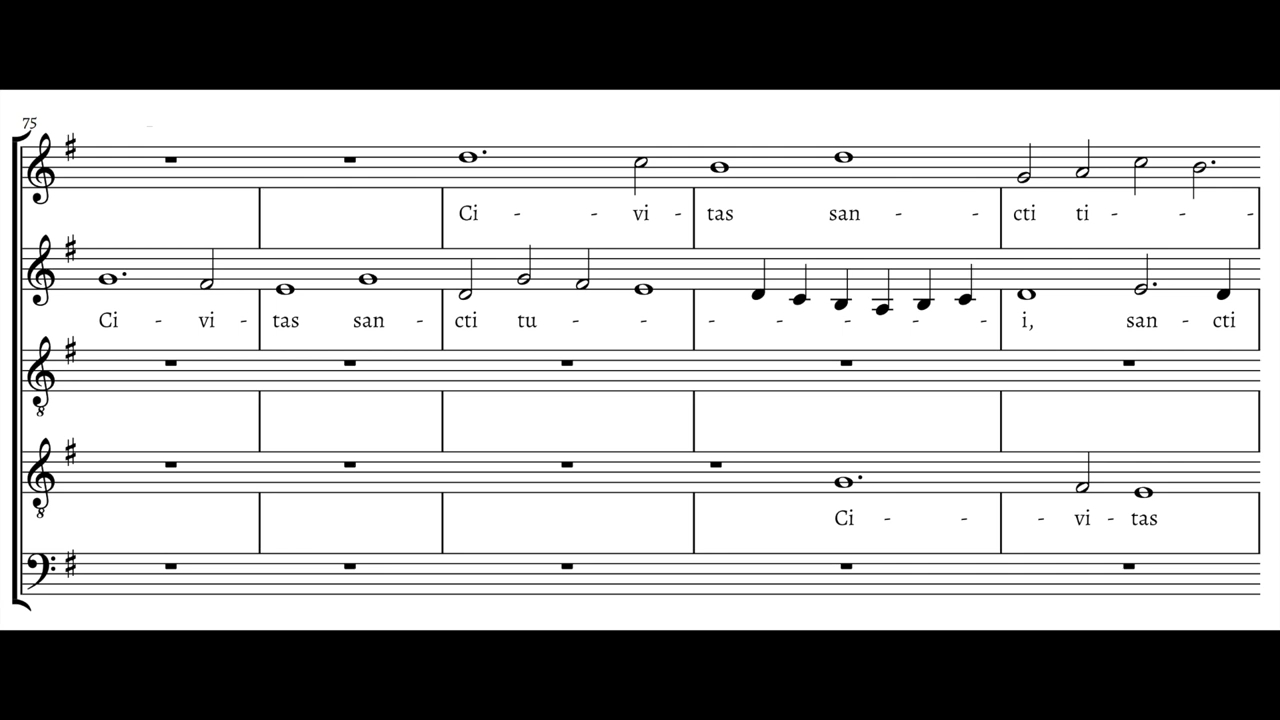 75
Ci - - vi - tas san - - cti ti - - -
Ci - vi - tas san - cti tu - - - - - - - i, san - cti
Ci - - - vi - tas